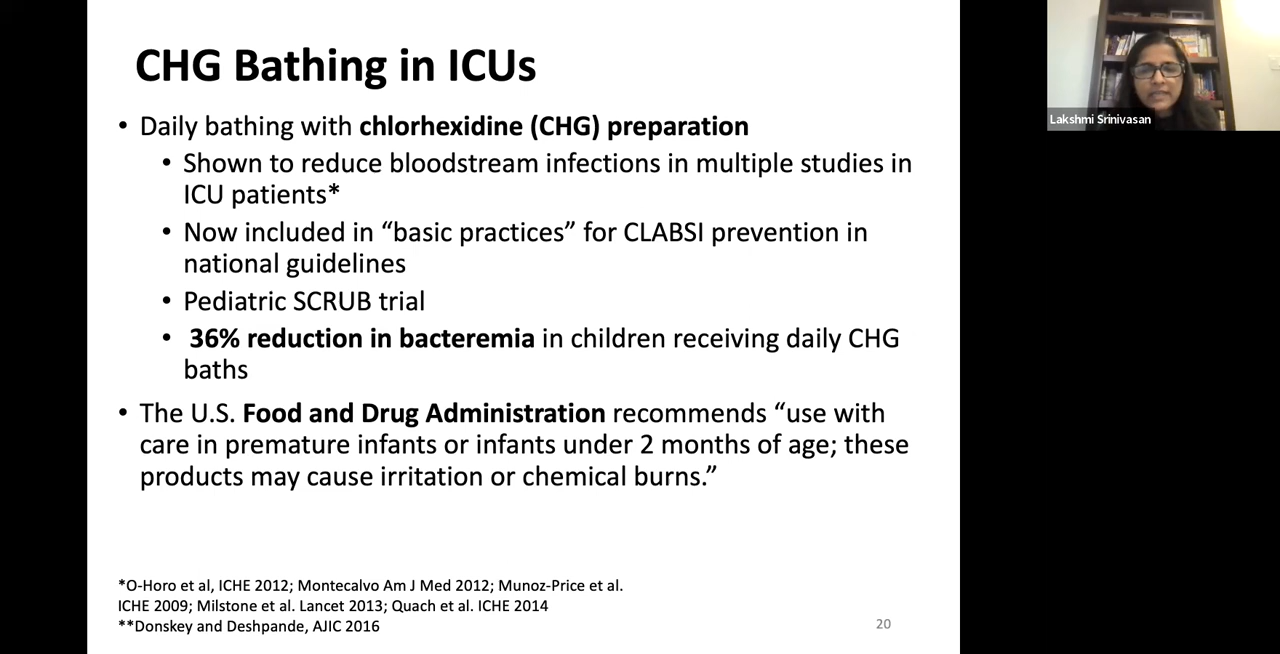 CHG Bathing in ICUs
• Daily bathing with chlorhexidine (CHG) preparation
• Shown to reduce bloodstream infections in multiple studies in
ICU patients*
• Now included in “basic practices” for CLABSI prevention in
national guidelines
• Pediatric SCRUB trial
• 36% reduction in bacteremia in children receiving daily CHG
baths
• The U.S. Food and Drug Administration recommends “use with
care in premature infants or infants under 2 months of age; these
products may cause irritation or chemical burns.”
*O-Horo et al, ICHE 2012; Montecalvo Am J Med 2012; Munoz-Price et al.
ICHE 2009; Milstone et al. Lancet 2013; Quach et al. ICHE 2014
**Donskey and Deshpande, AJIC 2016
20
Lakshmi Srinivasan